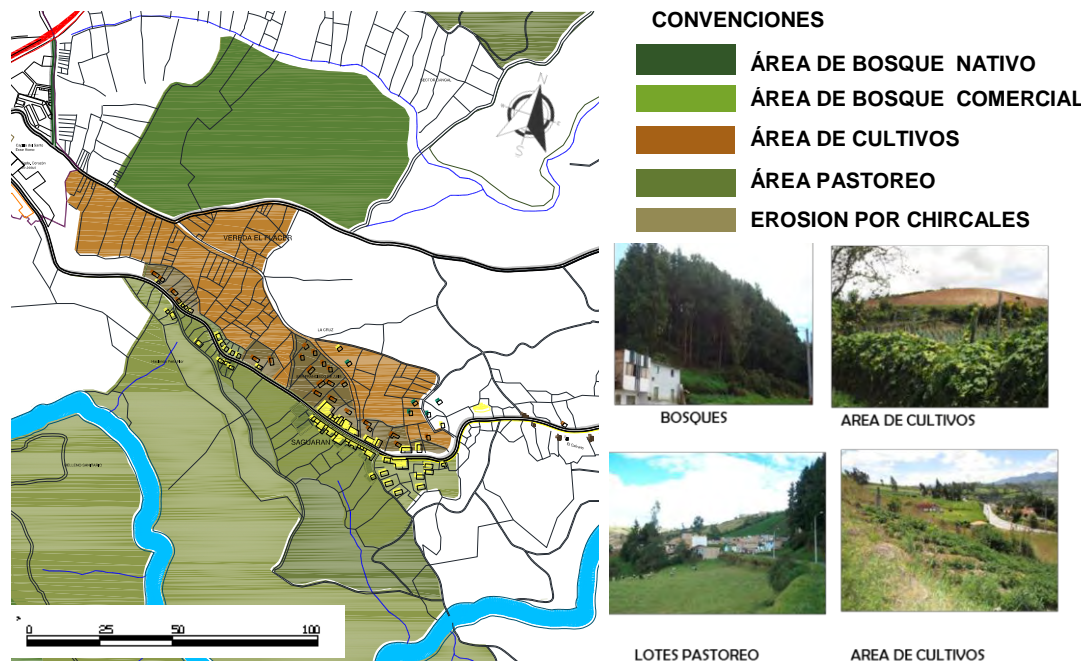 CONVENCIONES
ÁREA DE BOSQUE NATIVO
ÁREA DE BOSQUE COMERCIAL
ÁREA DE CULTIVOS
ÁREA PASTOREO
EROSION POR CHIRCALES
N
S
VEREDA EL PLACER
LA CRUZ
SAGUARAN
0 25 50 100
BOSQUES
AREA DE CULTIVOS
LOTES PASTOREO
AREA DE CULTIVOS